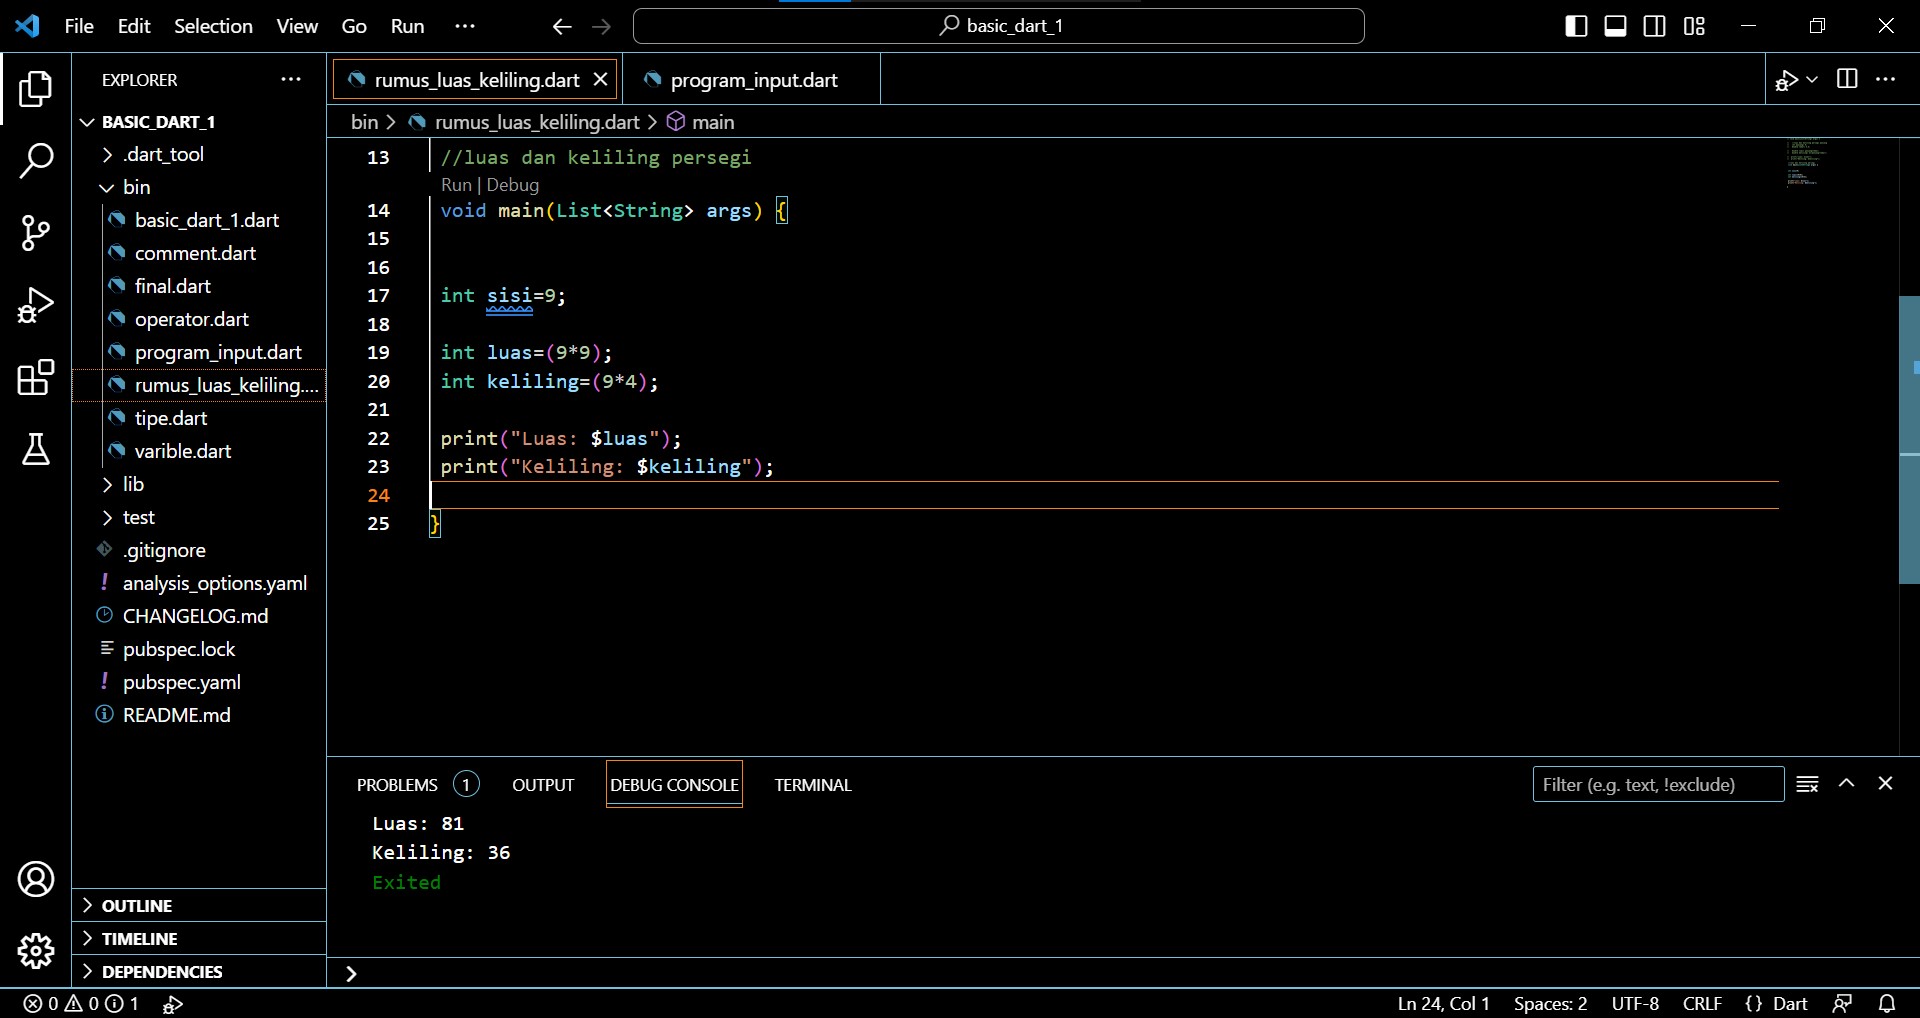 File Edit Selection View Go Run ··· basic_dart_1
EXPLORER ···
BASIC_DART_1
.dart_tool
bin
basic_dart_1.dart
comment.dart
final.dart
operator.dart
program_input.dart
rumus_luas_keliling....
tipe.dart
varible.dart
lib
test
.gitignore
! analysis_options.yaml
CHANGELOG.md
pubspec.lock
! pubspec.yaml
README.md
OUTLINE
TIMELINE
DEPENDENCIES
rumus_luas_keliling.dart program_input.dart
bin > rumus_luas_keliling.dart > main
13 //luas dan keliling persegi
Run | Debug
14 void main(List<String> args) {
15
16
17 int sisi=9;
18
19 int luas=(9*9);
20 int keliling=(9*4);
21
22 print("Luas: $luas");
23 print("Keliling: $keliling");
24
25 }
PROBLEMS 1 OUTPUT DEBUG CONSOLE TERMINAL Filter (e.g. text, !exclude)
Luas: 81
Keliling: 36
Exited
>
0 0 1 Ln 24, Col 1 Spaces: 2 UTF-8 CRLF {} Dart